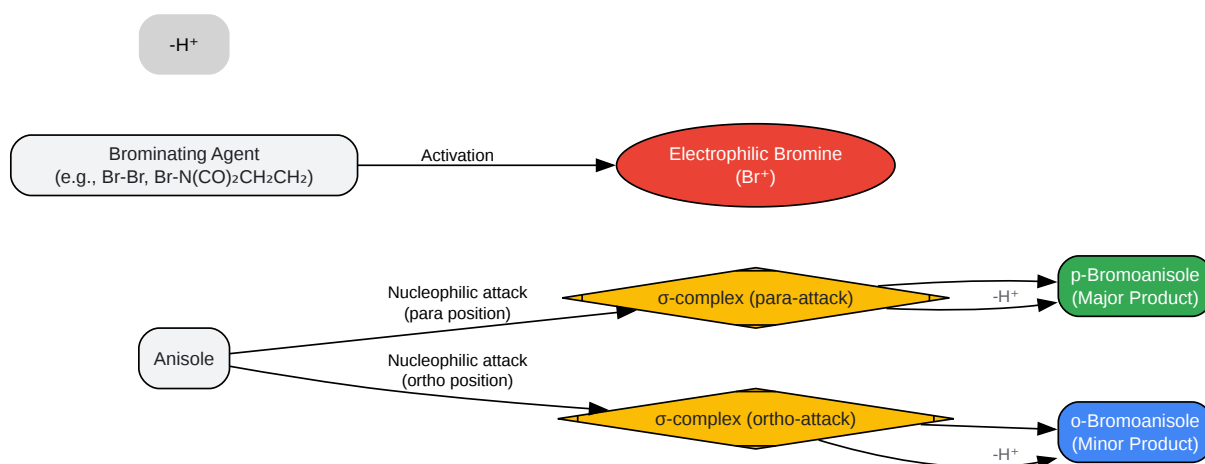 -H⁺
Brominating Agent
(e.g., Br-Br, Br-N(CO)₂CH₂CH₂)
Activation
Electrophilic Bromine
(Br⁺)
Nucleophilic attack
(para position)
σ-complex (para-attack)
-H⁺
p-Bromoanisole
(Major Product)
Anisole
Nucleophilic attack
(ortho position)
σ-complex (ortho-attack)
-H⁺
o-Bromoanisole
(Minor Product)